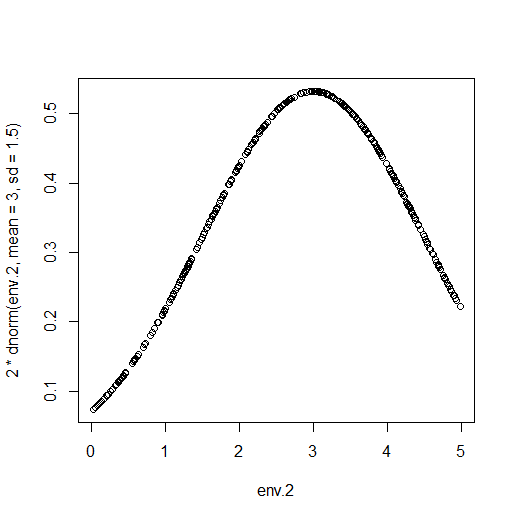 2 * dnorm(env.2, mean = 3, sd = 1.5)
0.5
0.4
0.3
0.2
0.1
0 1 2 3 4 5
env.2